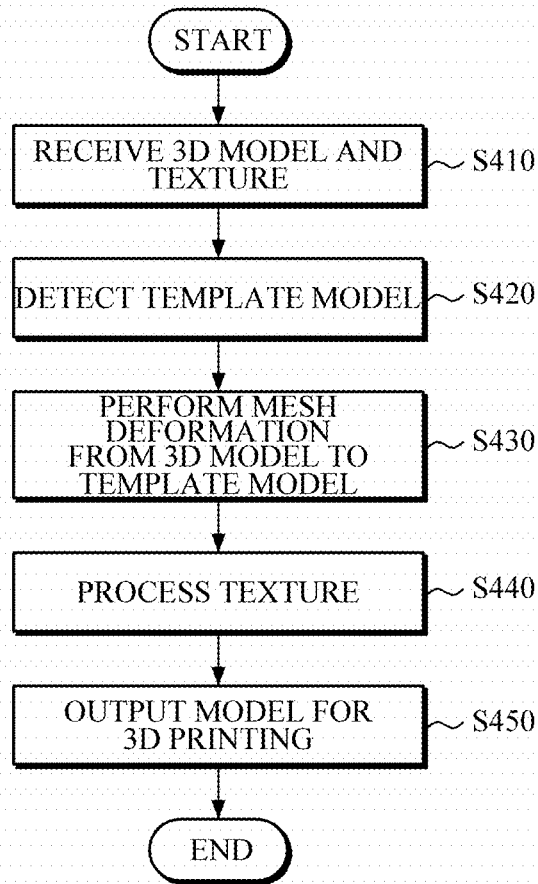 START
RECEIVE 3D MODEL AND
TEXTURE
S410
DETECT TEMPLATE MODEL
S420
PERFORM MESH
DEFORMATION
FROM 3D MODEL TO
TEMPLATE MODEL
S430
PROCESS TEXTURE
S440
OUTPUT MODEL FOR
3D PRINTING
S450
END